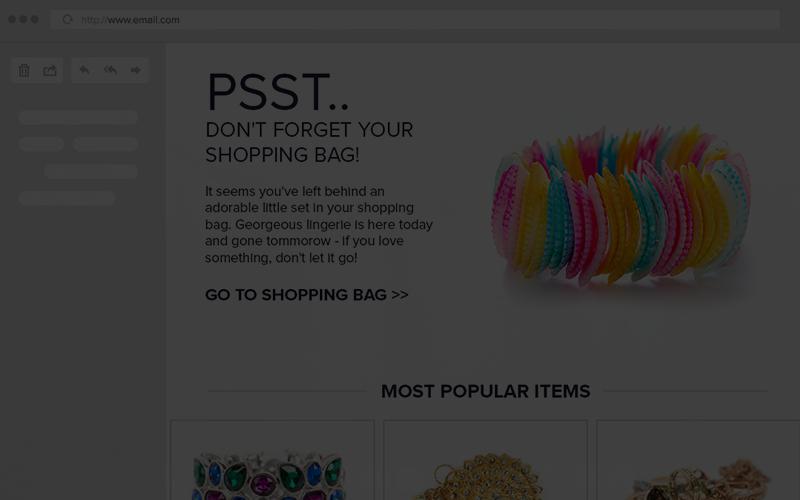 http://www.email.com
PSST..
DON'T FORGET YOUR
SHOPPING BAG!
It seems you've left behind an
adorable little set in your shopping
bag. Georgeous lingerie is here today
and gone tommorow - if you love
something, don't let it go!
GO TO SHOPPING BAG >>
MOST POPULAR ITEMS